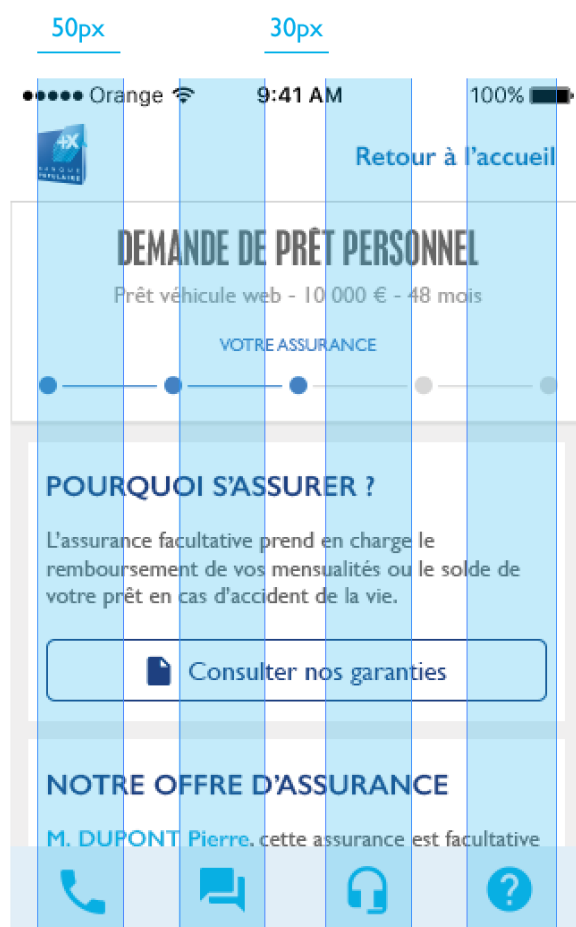 50px
30px
Orange
9:41 AM
100%
+X
BANQUE
POPULAIRE
Retour à l'accueil
DEMANDE DE PRÊT PERSONNEL
Prêt véhicule web - 10 000 € - 48 mois
VOTRE ASSURANCE
POURQUOI S'ASSURER ?
L'assurance facultative prend en charge le
remboursement de vos mensualités ou le solde de
votre prêt en cas d'accident de la vie.
Consulter nos garanties
NOTRE OFFRE D'ASSURANCE
M. DUPONT Pierre, cette assurance est facultative
?